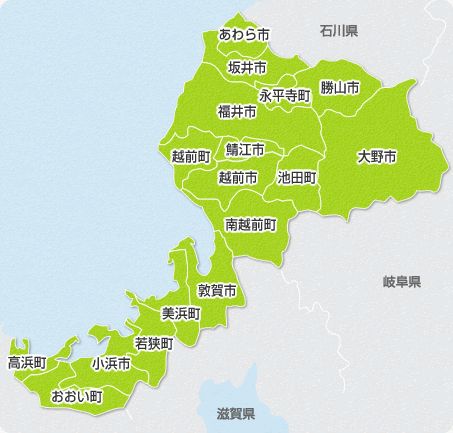 石川県
あわら市
坂井市
永平寺町
勝山市
福井市
越前町
鯖江市
大野市
越前市
池田町
南越前町
岐阜県
敦賀市
美浜町
若狭町
高浜町
小浜市
おおい町
滋賀県